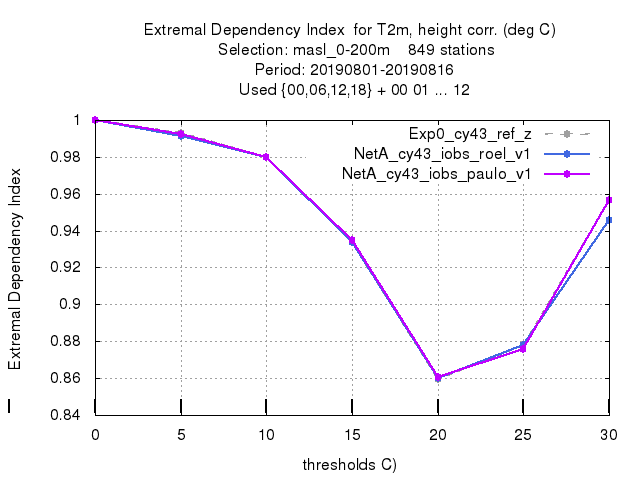 Extremal Dependency Index  for T2m, height corr. (deg C)
Selection: masl_0-200m    849 stations
Period: 20190801-20190816
Used {00,06,12,18} + 00 01 ... 12
Exp0_cy43_ref_z
NetA_cy43_iobs_roel_v1
NetA_cy43_iobs_paulo_v1
Extremal Dependency Index
1
0.98
0.96
0.94
0.92
0.9
0.88
0.86
0.84
0 5 10 15 20 25 30
thresholds C)